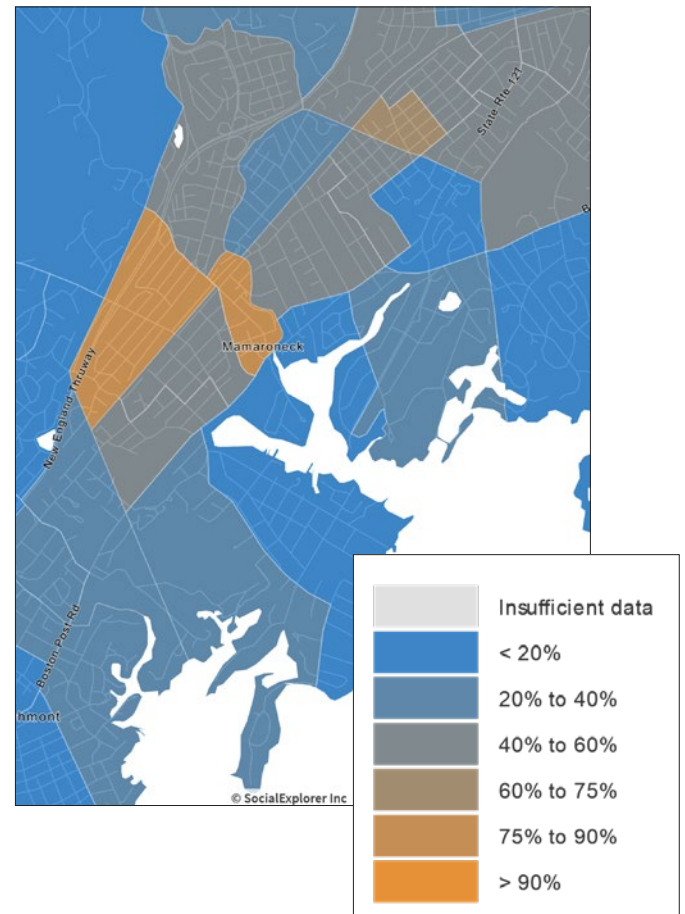 State Rte 127
B
Mamaroneck
New England Thruway
Boston Post Rd
hmont
© SocialExplorer Inc
Insufficient data
< 20%
20% to 40%
40% to 60%
60% to 75%
75% to 90%
> 90%